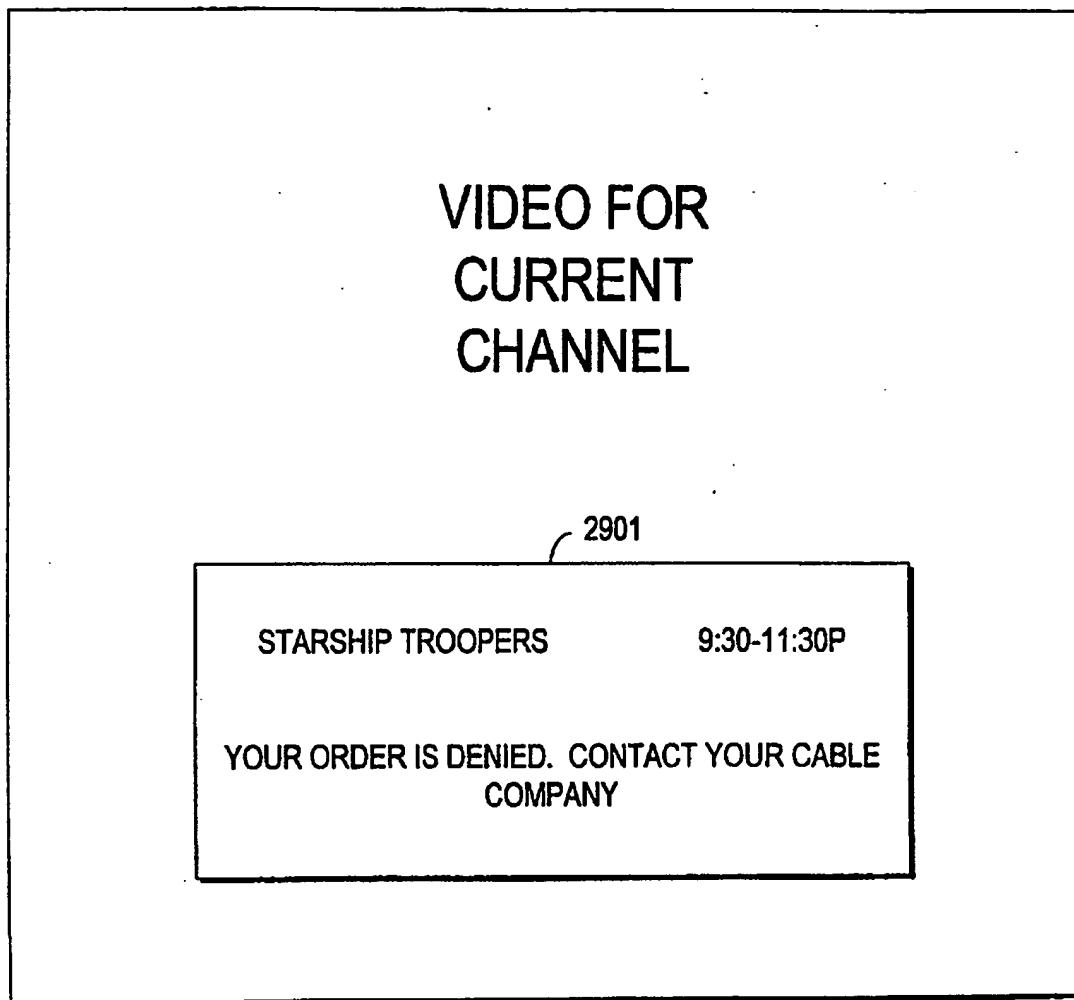 VIDEO FOR
CURRENT
CHANNEL
2901
STARSHIP TROOPERS 9:30-11:30P
YOUR ORDER IS DENIED. CONTACT YOUR CABLE
COMPANY